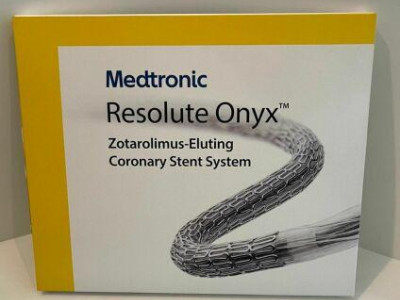 Medtronic
Resolute Onyx™
Zotarolimus-Eluting
Coronary Stent System